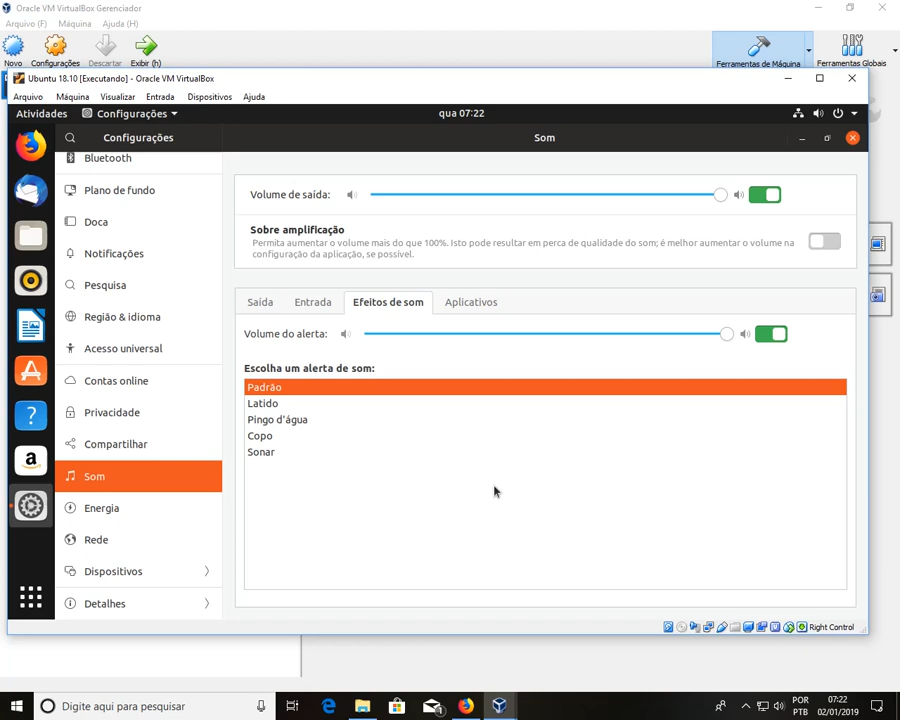 Oracle VM VirtualBox Gerenciador
Arquivo (F) Máquina Ajuda (H)
Novo Configurações Descartar Exibir (h) Ferramentas de Máquina Ferramentas Globais
Ubuntu 18.10 [Executando] - Oracle VM VirtualBox
Arquivo Máquina Visualizar Entrada Dispositivos Ajuda
Atividades Configurações qua 07:22
Configurações Som
Bluetooth
Plano de fundo
Doca
Notificações
Pesquisa
Região & idioma
Acesso universal
Contas online
Privacidade
Compartilhar
Som
Energia
Rede
Dispositivos
Detalhes
Volume de saída:
Sobre amplificação
Permita aumentar o volume mais do que 100%. Isto pode resultar em perca de qualidade do som; é melhor aumentar o volume na
configuração da aplicação, se possível.
Saída Entrada Efeitos de som Aplicativos
Volume do alerta:
Escolha um alerta de som:
Padrão
Latido
Pingo d'água
Copo
Sonar
Right Control
Digite aqui para pesquisar
POR
PTB
07:22
02/01/2019